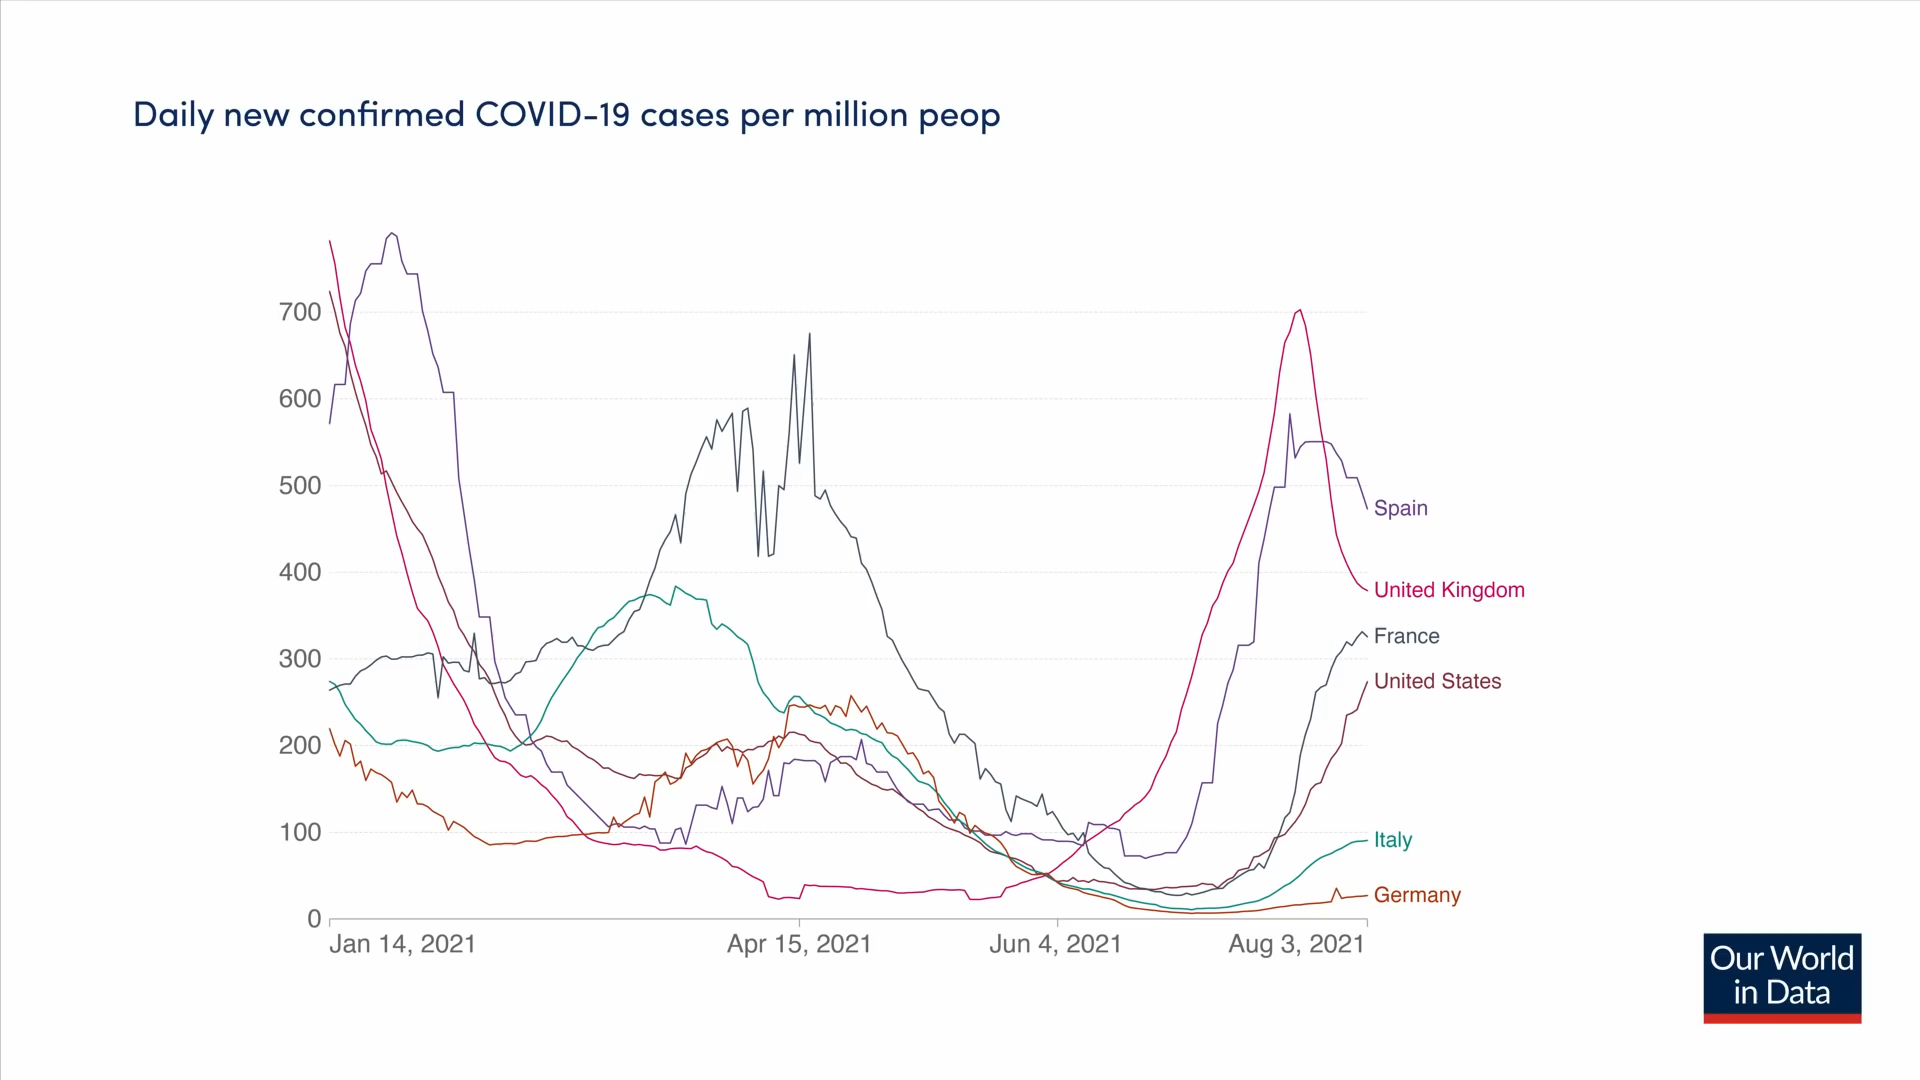 Daily new confirmed COVID-19 cases per million peop
700
600
500
400
300
200
100
0
Spain
United Kingdom
France
United States
Italy
Germany
Jan 14, 2021
Apr 15, 2021
Jun 4, 2021
Aug 3, 2021
Our World
in Data